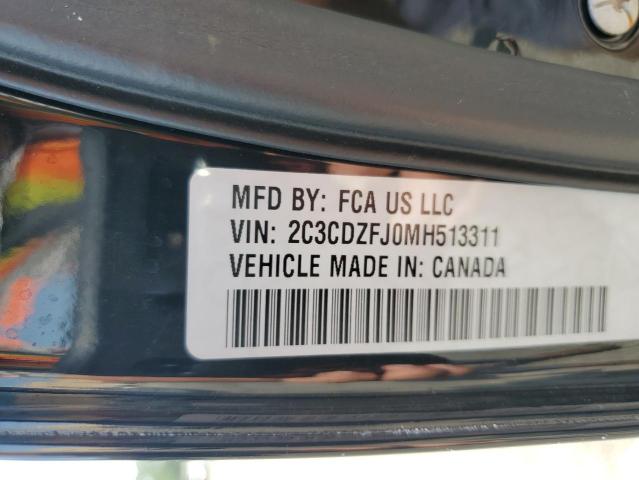 MFD BY: FCA US LLC
VIN: 2C3CDZFJ0MH513311
VEHICLE MADE IN: CANADA